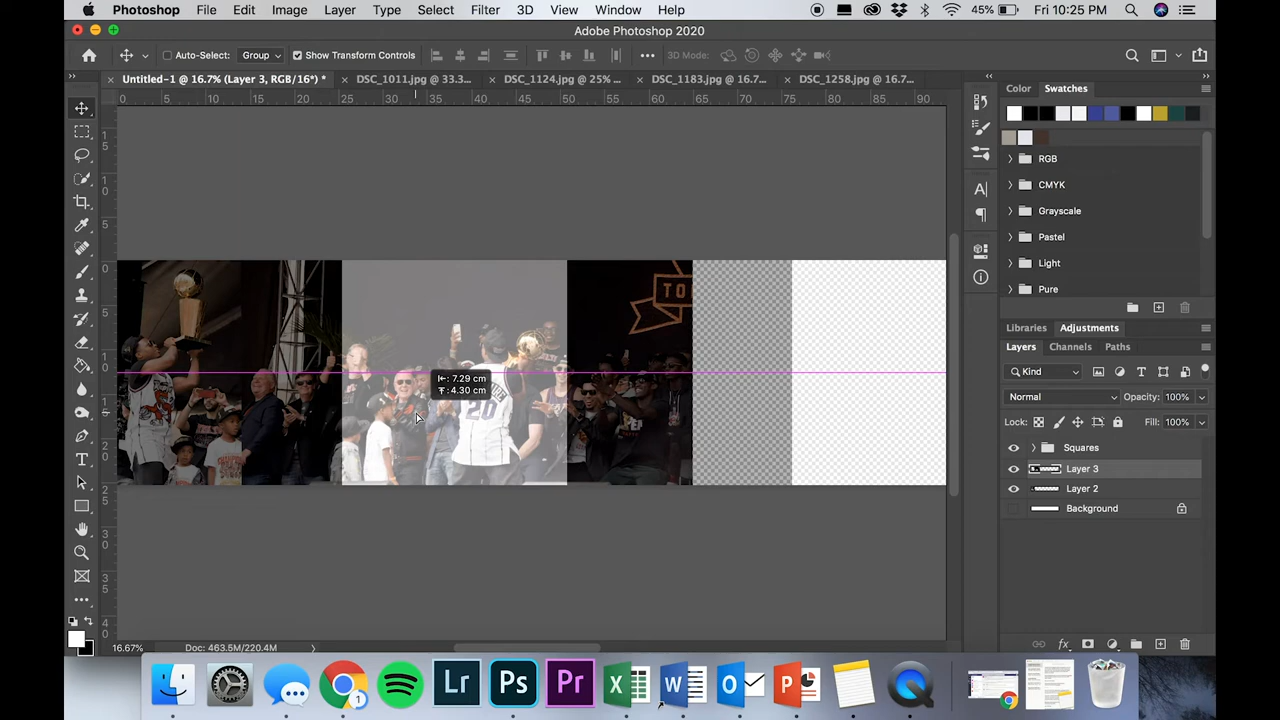 Photoshop File Edit Image Layer Type Select Filter 3D View Window Help 45% Fri 10:25 PM
Adobe Photoshop 2020
Auto-Select: Group Show Transform Controls 3D Mode:
Untitled-1 @ 16.7% (Layer 3, RGB/16*) * DSC_1011.jpg @ 33.3... DSC_1124.jpg @ 25% ... DSC_1183.jpg @ 16.7... DSC_1258.jpg @ 16.7...
0 5 10 15 20 25 30 35 40 45 50 55 60 65 70 75 80 85 90
Color Swatches
RGB
CMYK
Grayscale
Pastel
Light
Pure
TO
20
7.29 cm
4.30 cm
Libraries Adjustments
Layers Channels Paths
Kind
Normal Opacity: 100%
Lock: Fill: 100%
Squares
Layer 3
Layer 2
Background
16.67% Doc: 463.5M/220.4M
Lr Ps Pr